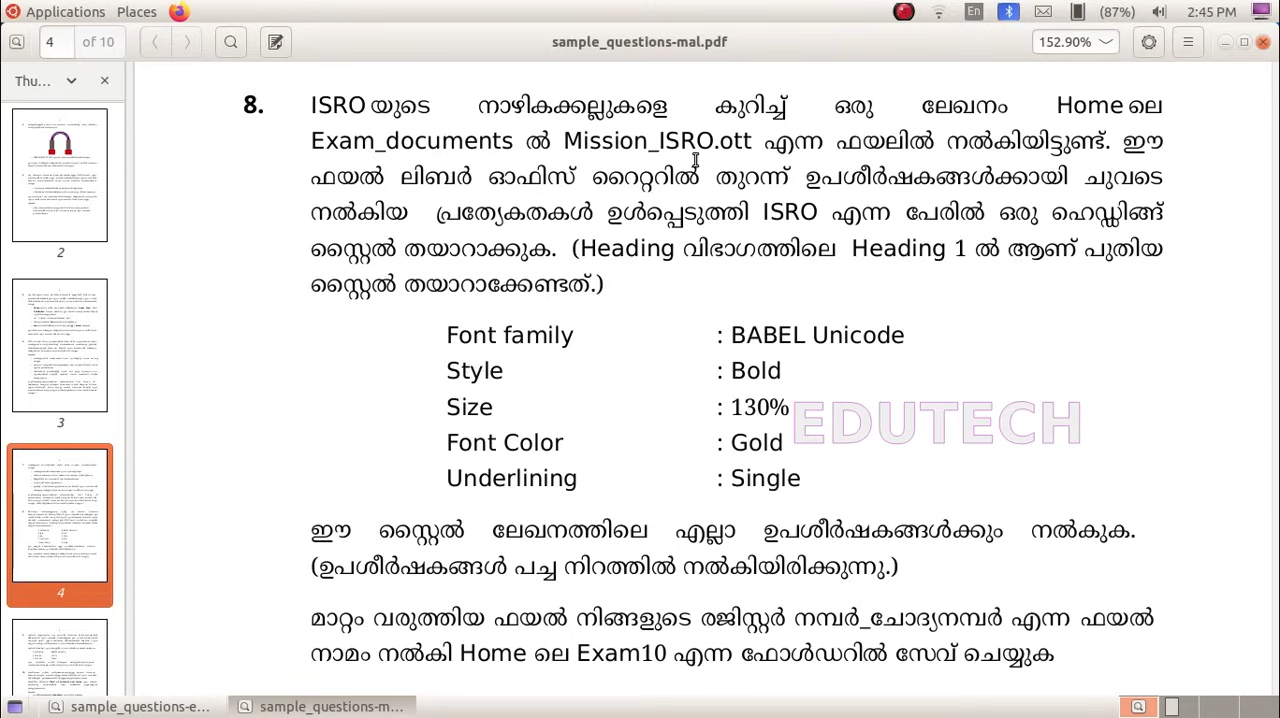 Applications Places En (87%) 2:45 PM
4 of 10 sample_questions-mal.pdf 152.90%
Thu...
2
3
4
8. ISRO യുടെ നാഴികക്കല്ലുകളെ കുറിച്ച് ഒരു ലേഖനം Home ലെ
Exam_documents ൽ Mission_ISRO.ott എന്ന ഫയലിൽ നൽകിയിട്ടുണ്ട്. ഈ
ഫയൽ ലിബർഓഫിസ് റൈറ്ററിൽ തുറന്ന് ഉപശീർഷകങ്ങൾക്കായി ചുവടെ
നൽകിയ പ്രത്യേകതകൾ ഉൾപ്പെടുത്തി ISRO എന്ന പേരിൽ ഒരു ഹെഡ്ഡിങ്ങ്
സ്റ്റൈൽ തയാറാക്കുക. (Heading വിഭാഗത്തിലെ Heading 1 ൽ ആണ് പുതിയ
സ്റ്റൈൽ തയാറാക്കേണ്ടത്.)
Font family : BABEL Unicode
Style : Bold
Size : 130%
EDUTECH
Font Color : Gold
Underlining : Single
ഈ സ്റ്റൈൽ ലേഖനത്തിലെ എല്ലാ ഉപശീർഷകങ്ങൾക്കും നൽകുക.
(ഉപശീർഷകങ്ങൾ പച്ച നിറത്തിൽ നൽകിയിരിക്കുന്നു.)
മാറ്റം വരുത്തിയ ഫയൽ നിങ്ങളുടെ രജിസ്റ്റർ നമ്പർ_ചോദ്യനമ്പർ എന്ന ഫയൽ
നാമം നൽകി Home ലെ Exam10 എന്ന ഫോൾഡറിൽ സേവ് ചെയ്യുക
sample_questions-e... sample_questions-m...